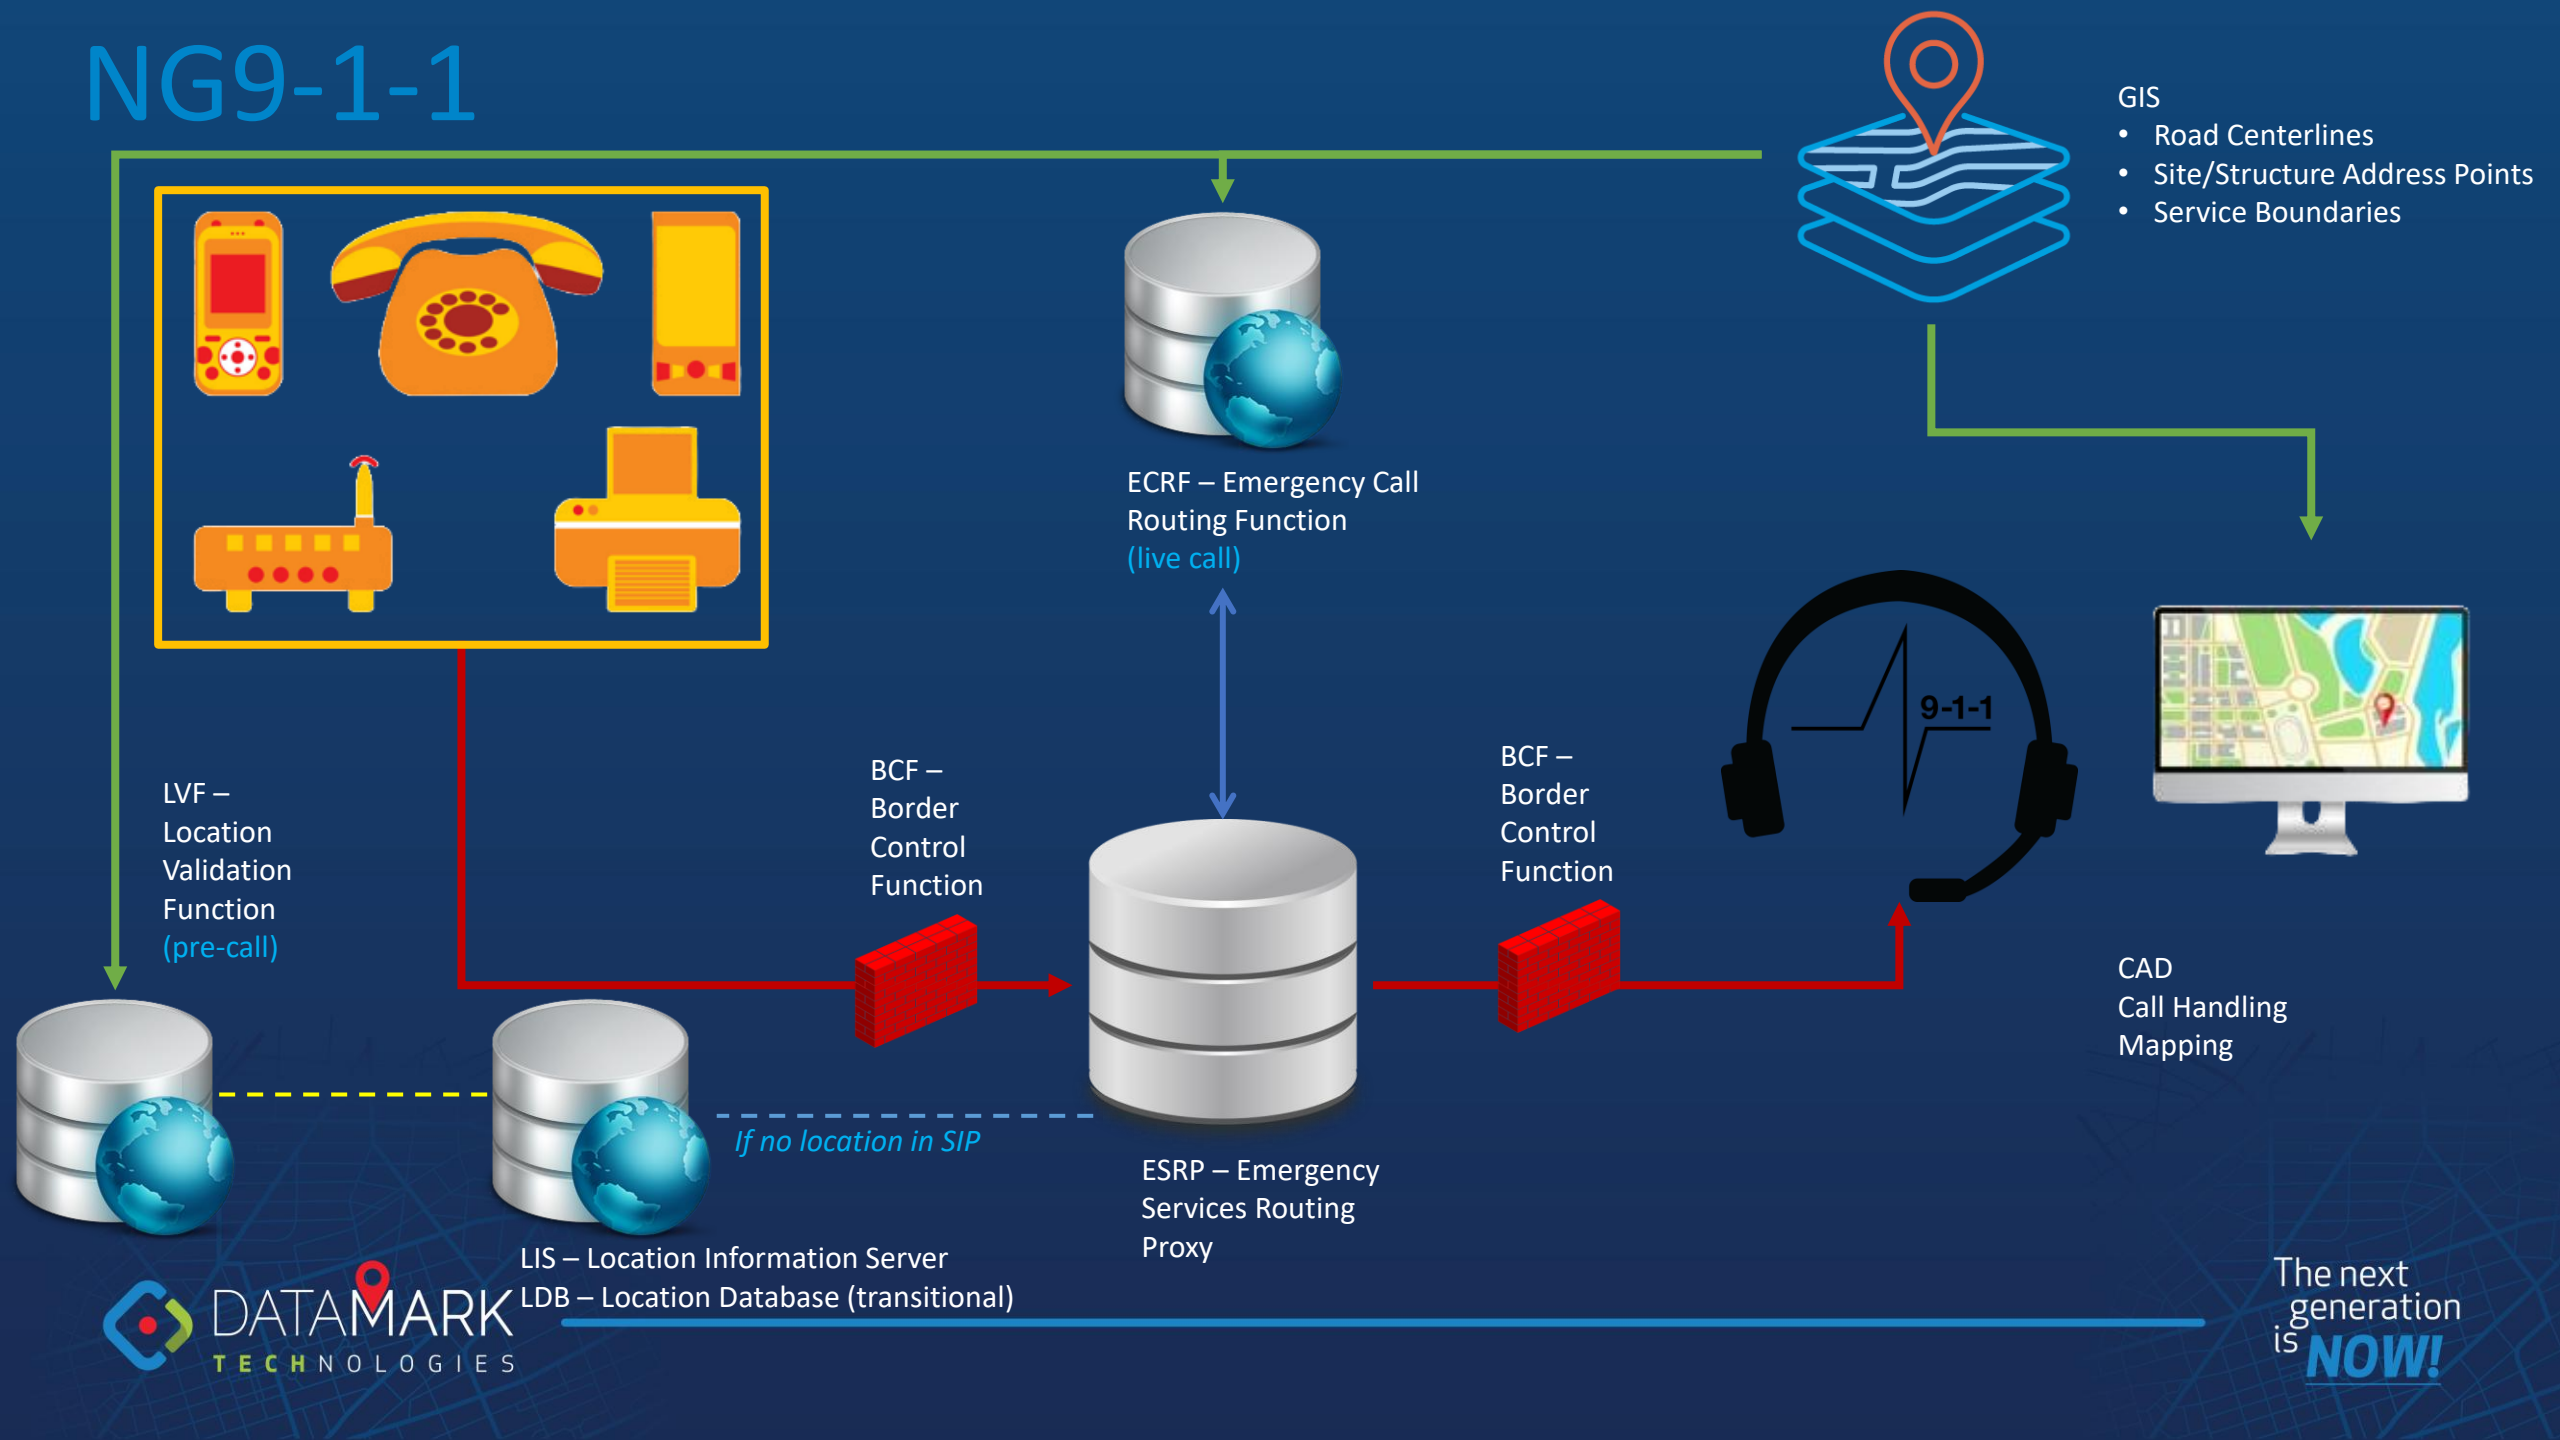 NG9-1-1
GIS
• Road Centerlines
• Site/Structure Address Points
• Service Boundaries
ECRF – Emergency Call
Routing Function
(live call)
LVF –
Location
Validation
Function
(pre-call)
BCF –
Border
Control
Function
BCF –
Border
Control
Function
9-1-1
CAD
Call Handling
Mapping
If no location in SIP
ESRP – Emergency
Services Routing
Proxy
LIS – Location Information Server
LDB – Location Database (transitional)
DATAMARK
TECHNOLOGIES
The next
generation
is NOW!